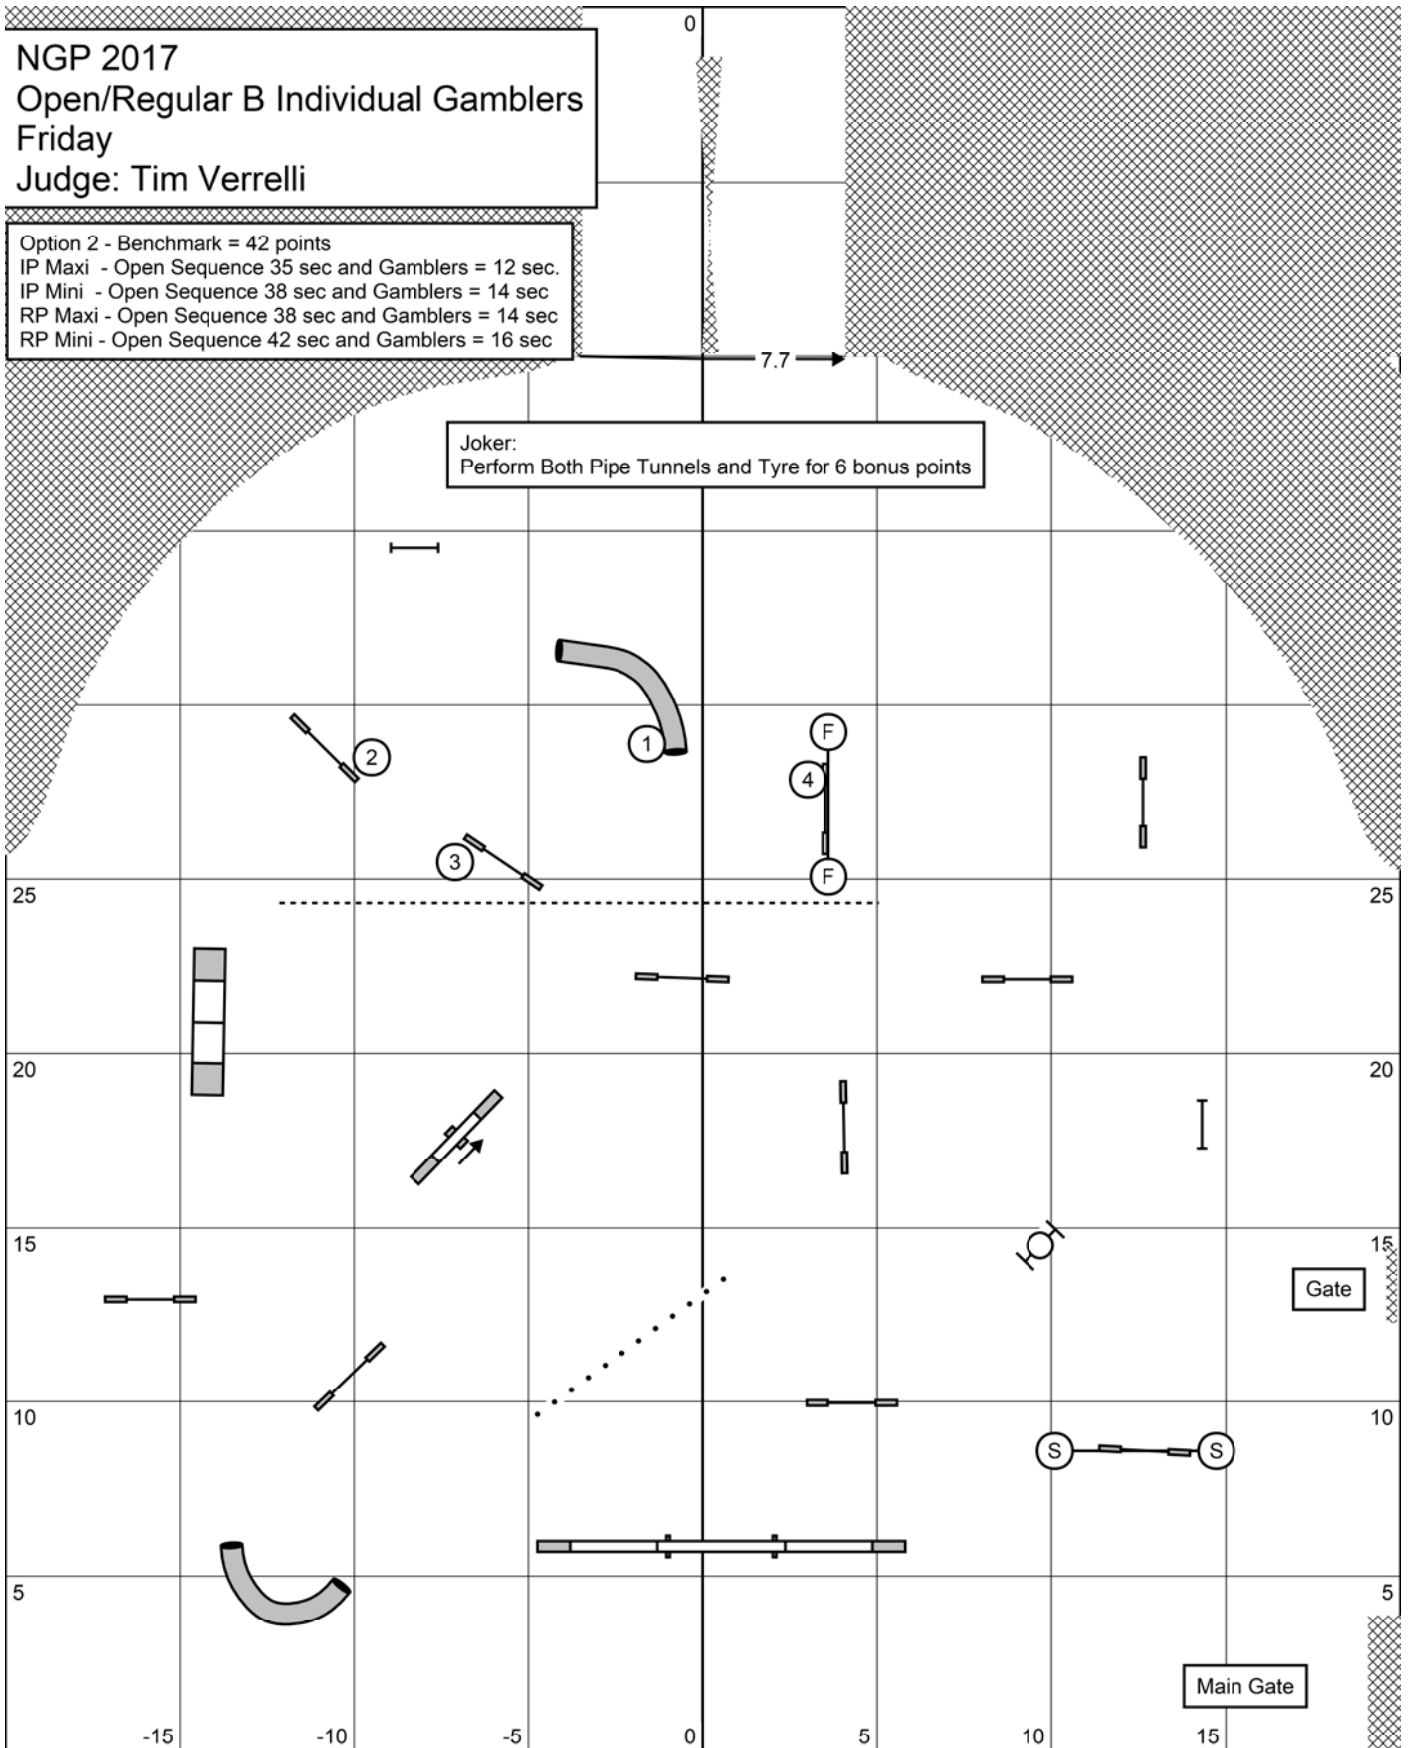 0
NGP 2017
Open/Regular B Individual Gamblers
Friday
Judge: Tim Verrelli
Option 2 - Benchmark = 42 points
IP Maxi - Open Sequence 35 sec and Gamblers = 12 sec.
IP Mini - Open Sequence 38 sec and Gamblers = 14 sec
RP Maxi - Open Sequence 38 sec and Gamblers = 14 sec
RP Mini - Open Sequence 42 sec and Gamblers = 16 sec
7.7
Joker:
Perform Both Pipe Tunnels and Tyre for 6 bonus points
F
1
2
4
3
F
25 25
20 20
15 15
Gate
10 10
S S
5 5
Main Gate
-15 -10 -5 0 5 10 15